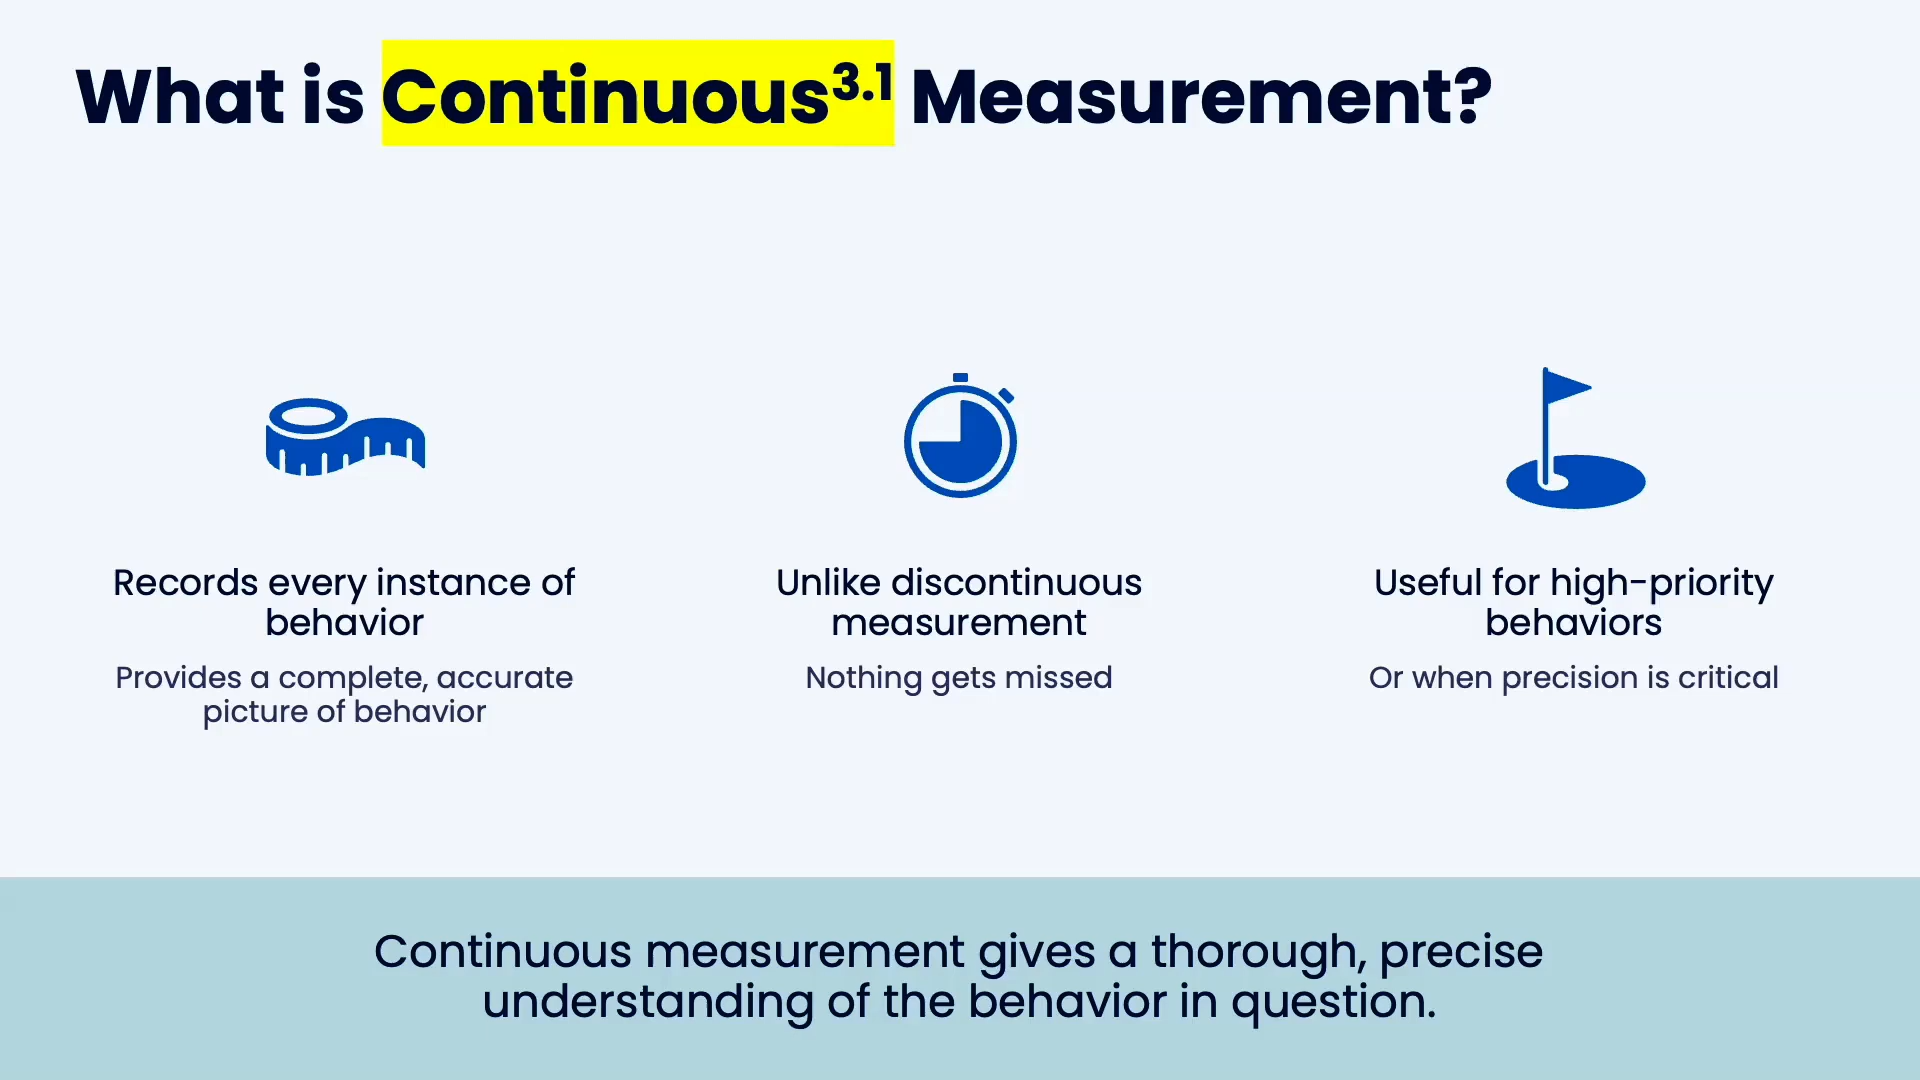 What is Continuous³·¹ Measurement?
Records every instance of
behavior
Provides a complete, accurate
picture of behavior
Unlike discontinuous
measurement
Nothing gets missed
Useful for high-priority
behaviors
Or when precision is critical
Continuous measurement gives a thorough, precise
understanding of the behavior in question.